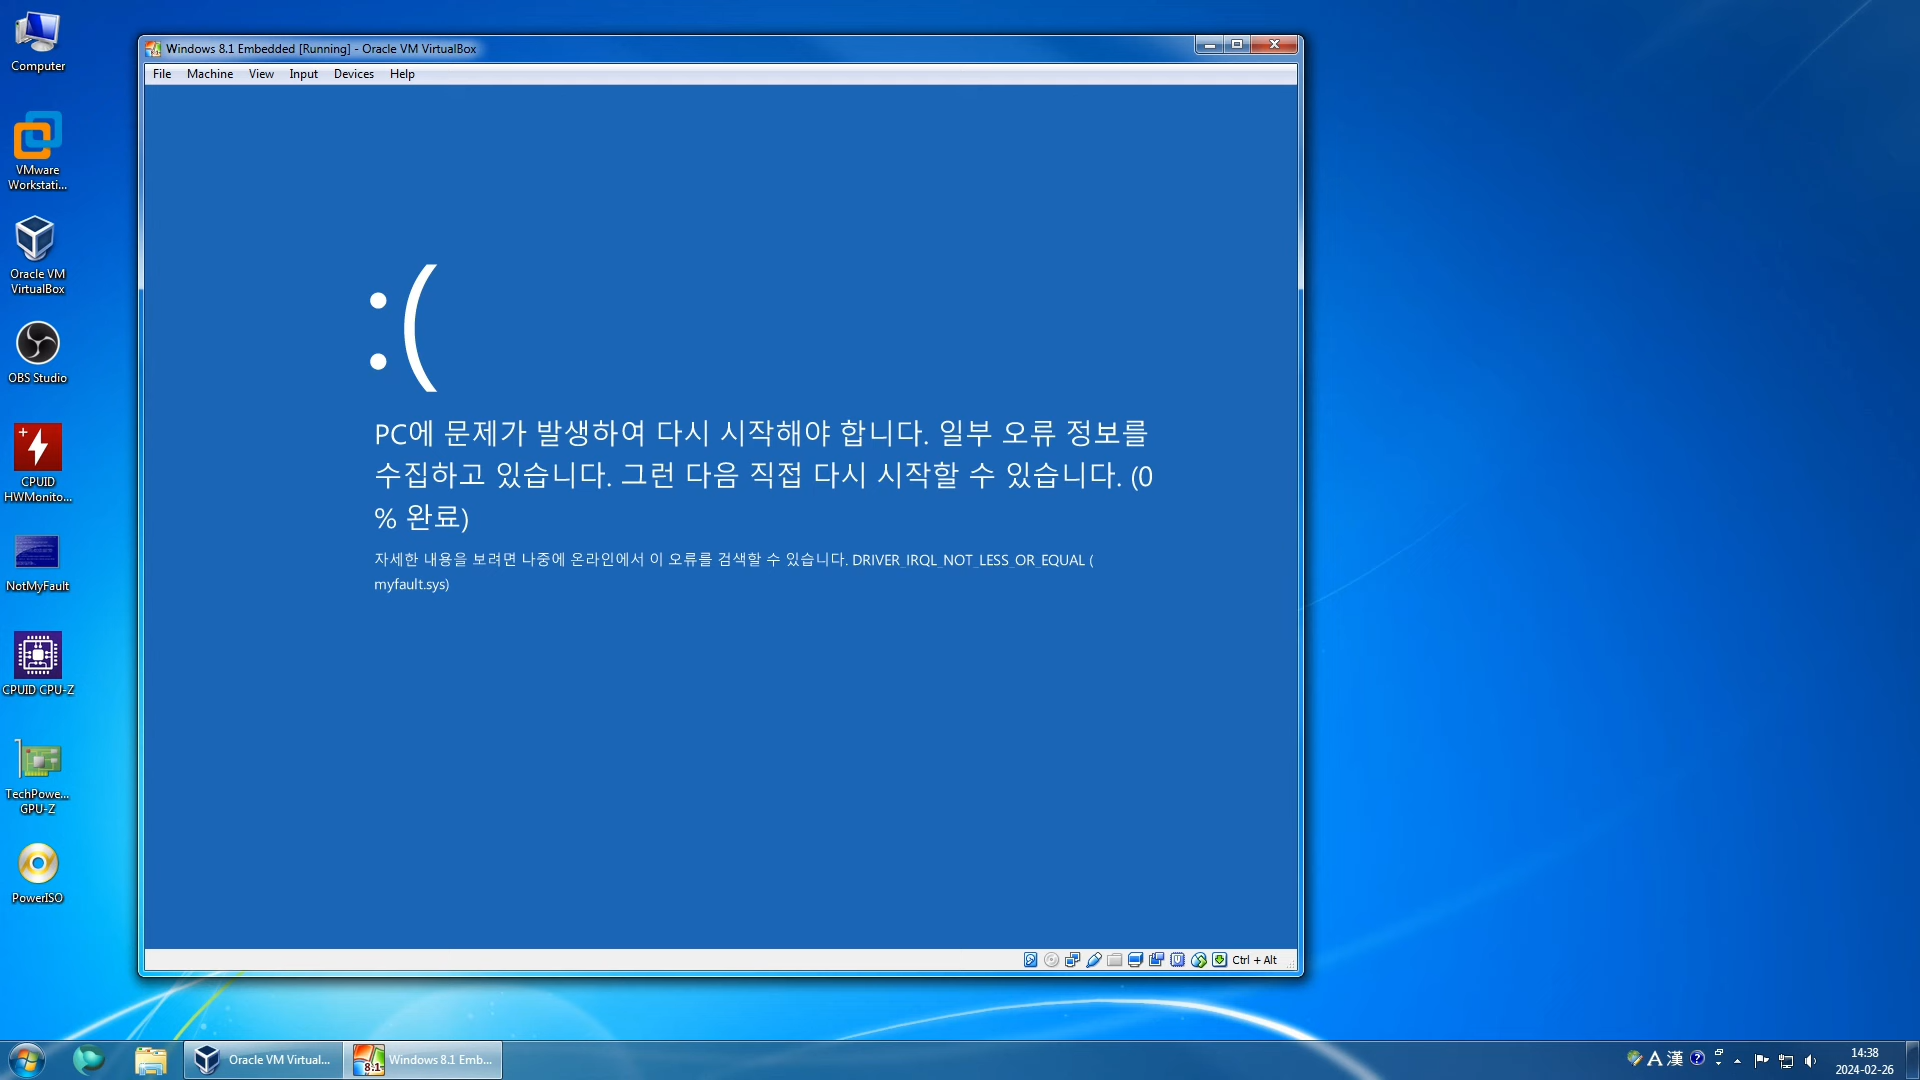 Computer
VMware
Workstati...
Oracle VM
VirtualBox
OBS Studio
CPUID
HWMonito...
NotMyFault
CPUID CPU-Z
TechPowe...
GPU-Z
PowerISO
Windows 8.1 Embedded [Running] - Oracle VM VirtualBox
File Machine View Input Devices Help
:(
PC에 문제가 발생하여 다시 시작해야 합니다. 일부 오류 정보를
수집하고 있습니다. 그런 다음 직접 다시 시작할 수 있습니다. (0
% 완료)
자세한 내용을 보려면 나중에 온라인에서 이 오류를 검색할 수 있습니다. DRIVER_IRQL_NOT_LESS_OR_EQUAL (
myfault.sys)
Ctrl + Alt
Oracle VM Virtual...
8.1
Windows 8.1 Emb...
A 漢
14:38
2024-02-26